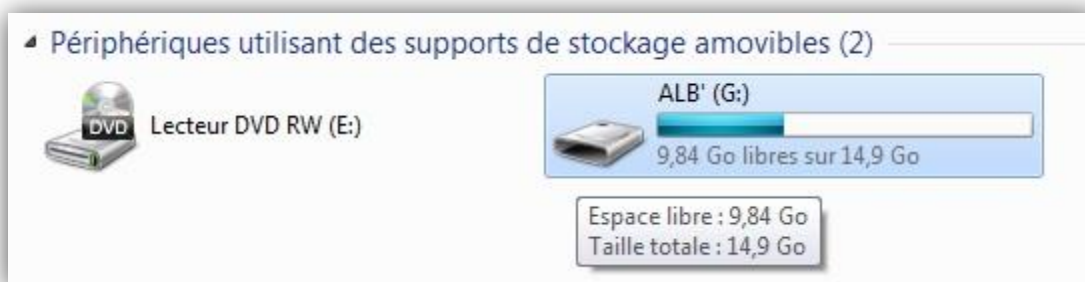 Périphériques utilisant des supports de stockage amovibles (2)
DVD
Lecteur DVD RW (E:)
ALB' (G:)
9,84 Go libres sur 14,9 Go
Espace libre : 9,84 Go
Taille totale : 14,9 Go